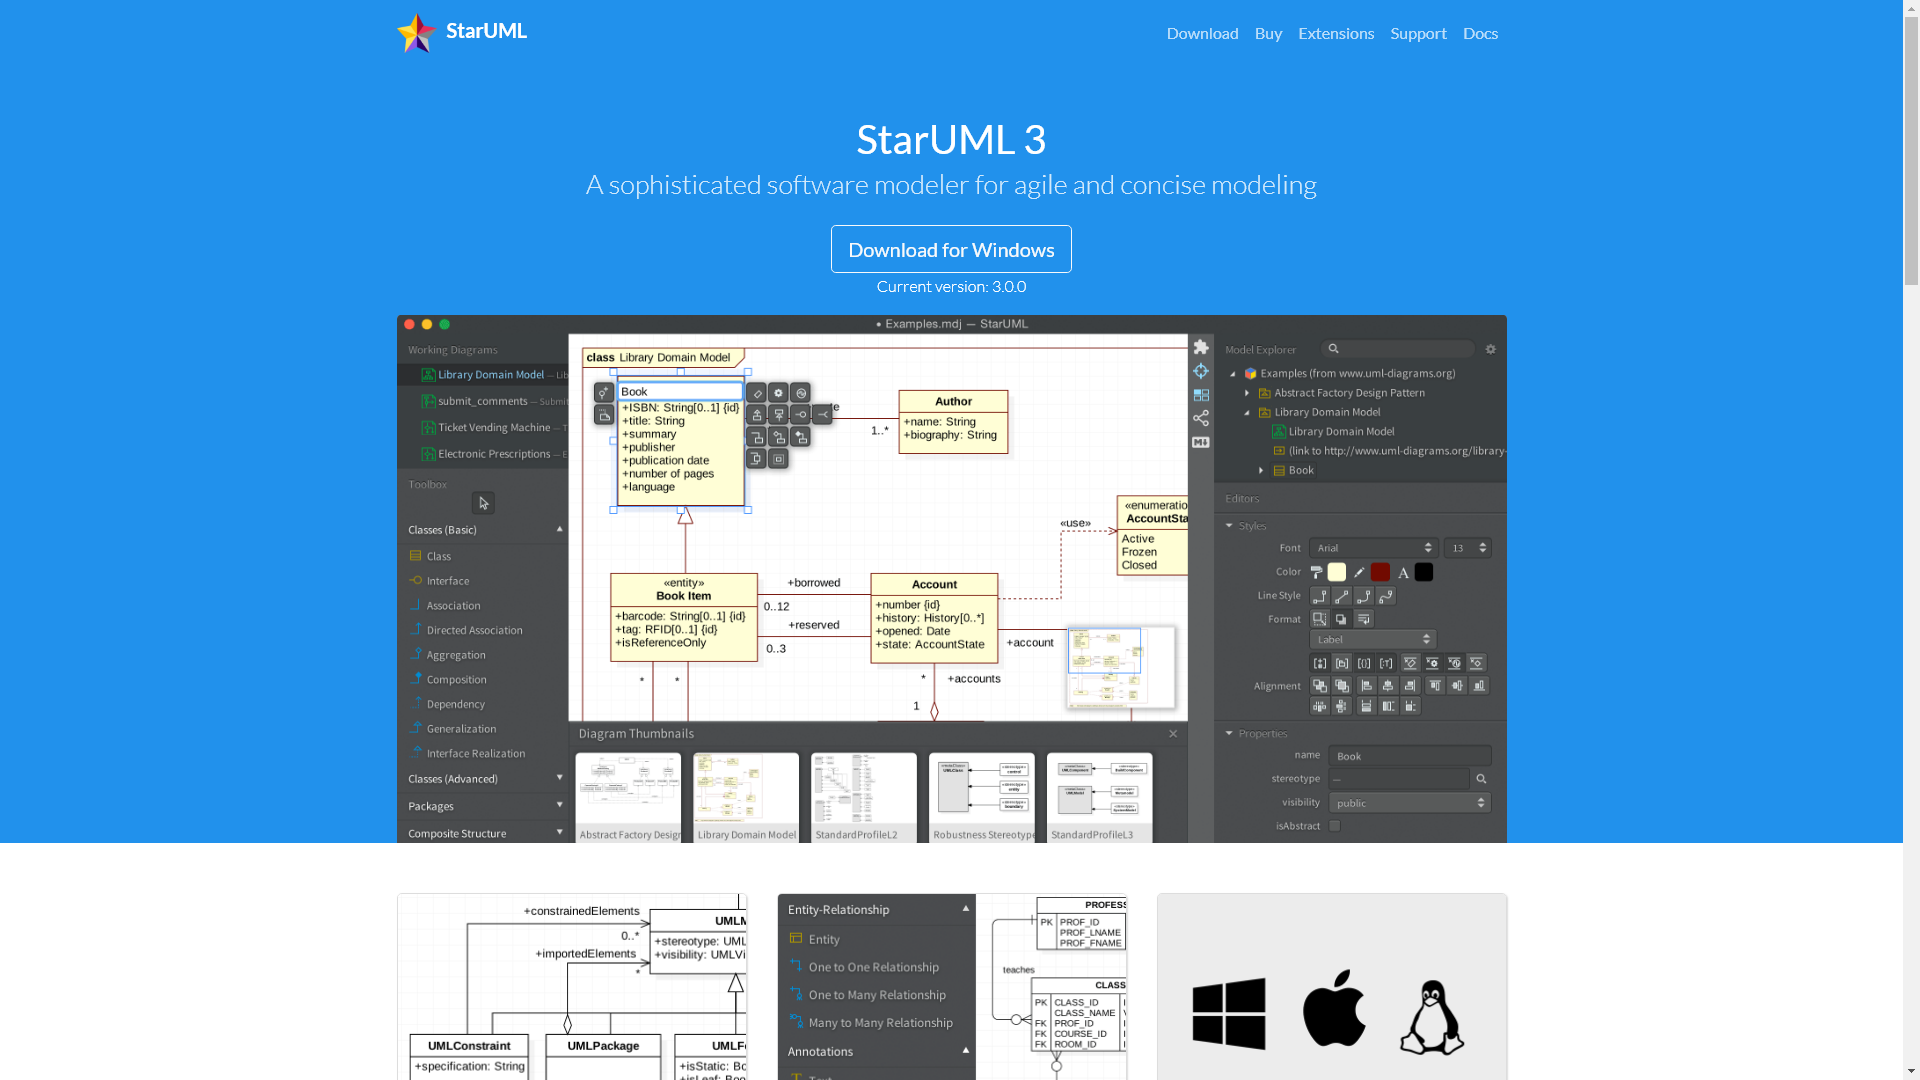 StarUML
Download Buy Extensions Support Docs
StarUML 3
A sophisticated software modeler for agile and concise modeling
Download for Windows
Current version: 3.0.0
• Examples.mdj — StarUML
Working Diagrams
Library Domain Model — Lib
submit_comments — Submit
Ticket Vending Machine — T
Electronic Prescriptions — E
Toolbox
Classes (Basic)
Class
Interface
Association
Directed Association
Aggregation
Composition
Dependency
Generalization
Interface Realization
Classes (Advanced)
Packages
Composite Structure
class Library Domain Model
Book
+ISBN: String[0..1] {id}
+title: String
+summary
+publisher
+publication date
+number of pages
+language
1..*
Author
+name: String
+biography: String
«use»
«enumeratio
AccountSta
Active
Frozen
Closed
«entity»
Book Item
+barcode: String[0..1] {id}
+tag: RFID[0..1] {id}
+isReferenceOnly
+borrowed
0..12
+reserved
0..3
Account
+number {id}
+history: History[0..*]
+opened: Date
+state: AccountState
+account
*
*
*
+accounts
1
Diagram Thumbnails
Abstract Factory Design
Library Domain Model
StandardProfileL2
Robustness Stereotype
StandardProfileL3
Model Explorer
Examples (from www.uml-diagrams.org)
Abstract Factory Design Pattern
Library Domain Model
Library Domain Model
(link to http://www.uml-diagrams.org/library-
Book
Editors
Styles
Font Arial 13
Color A
Line Style
Format
Label
Alignment
Properties
name Book
stereotype —
visibility public
isAbstract
+constrainedElements
0..*
+importedElements
*
UMLM
+stereotype: UML
+visibility: UMLVi
UMLConstraint
+specification: String
UMLPackage
UMLFe
+isStatic: Bo
+isLeaf: Boo
Entity-Relationship
Entity
One to One Relationship
One to Many Relationship
Many to Many Relationship
Annotations
Text
PROFESS
PK PROF_ID
PROF_LNAME
PROF_FNAME
teaches
CLASS
PK CLASS_ID
CLASS_NAME
FK PROF_ID
FK COURSE_ID
FK ROOM_ID